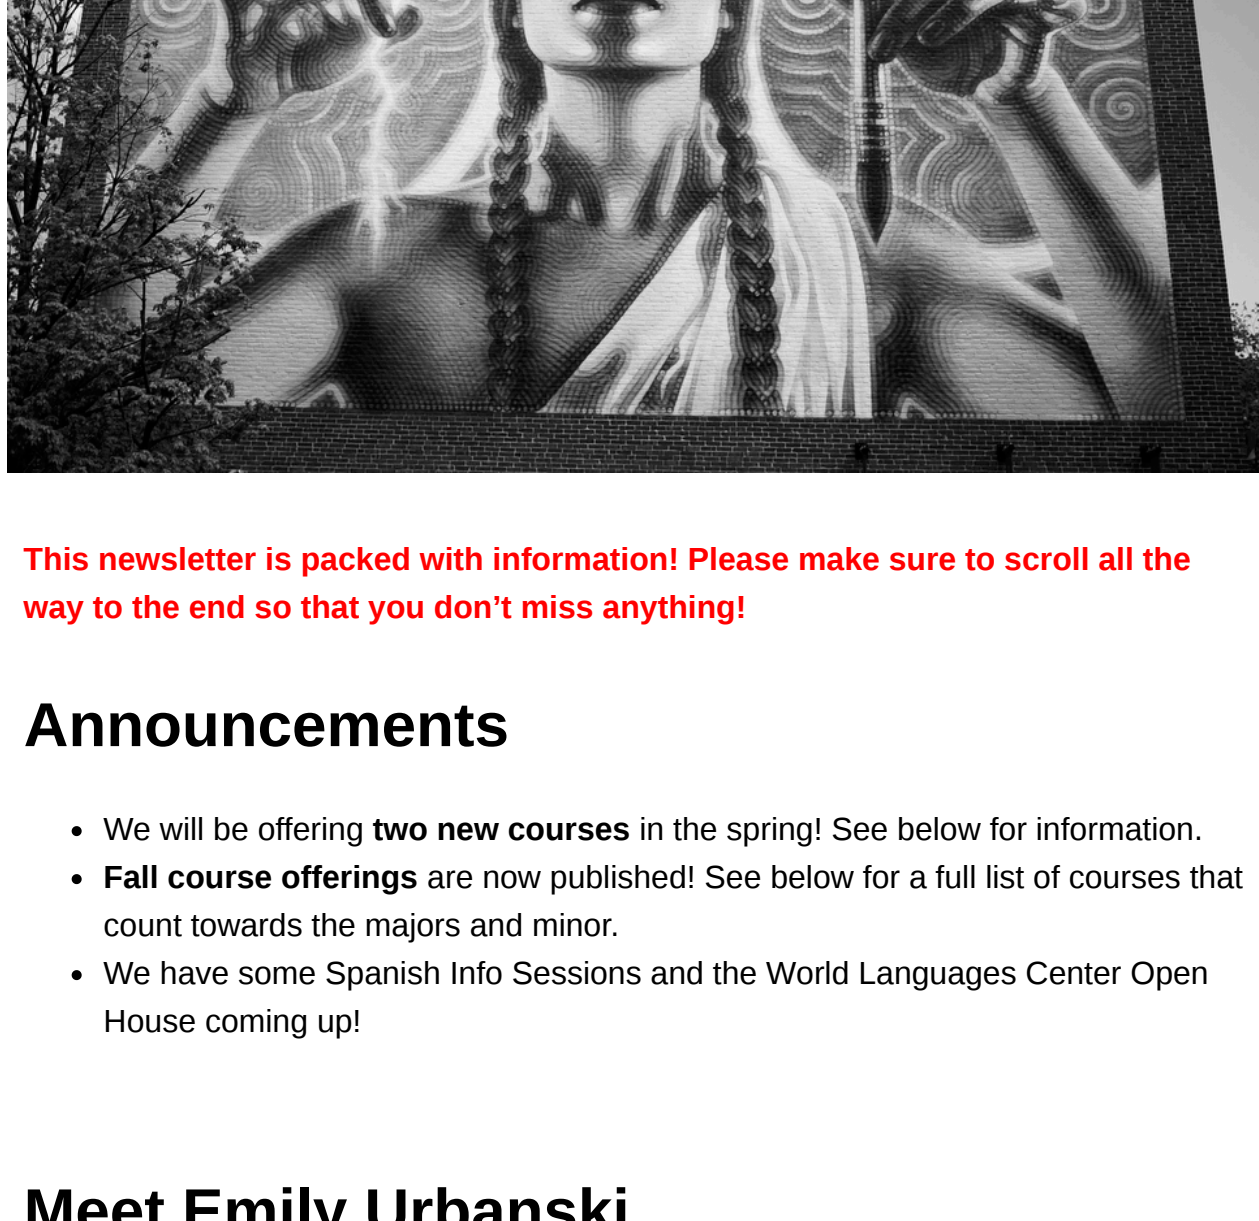 This newsletter is packed with information! Please make sure to scroll all the
way to the end so that you don’t miss anything!
Announcements
• We will be offering two new courses in the spring! See below for information.
• Fall course offerings are now published! See below for a full list of courses that
count towards the majors and minor.
• We have some Spanish Info Sessions and the World Languages Center Open
House coming up!
Meet Emily Urbanski